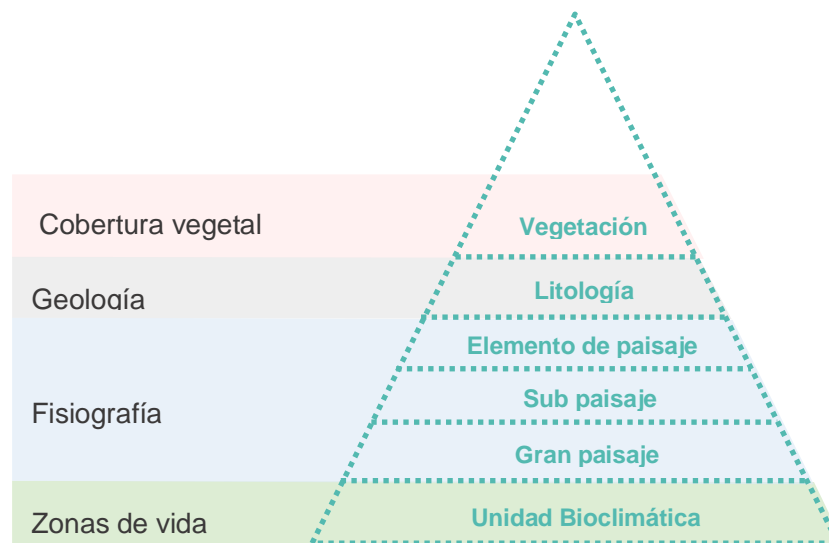 Cobertura vegetal
Vegetación
Geología
Litología
Elemento de paisaje
Fisiografía
Sub paisaje
Gran paisaje
Zonas de vida
Unidad Bioclimática